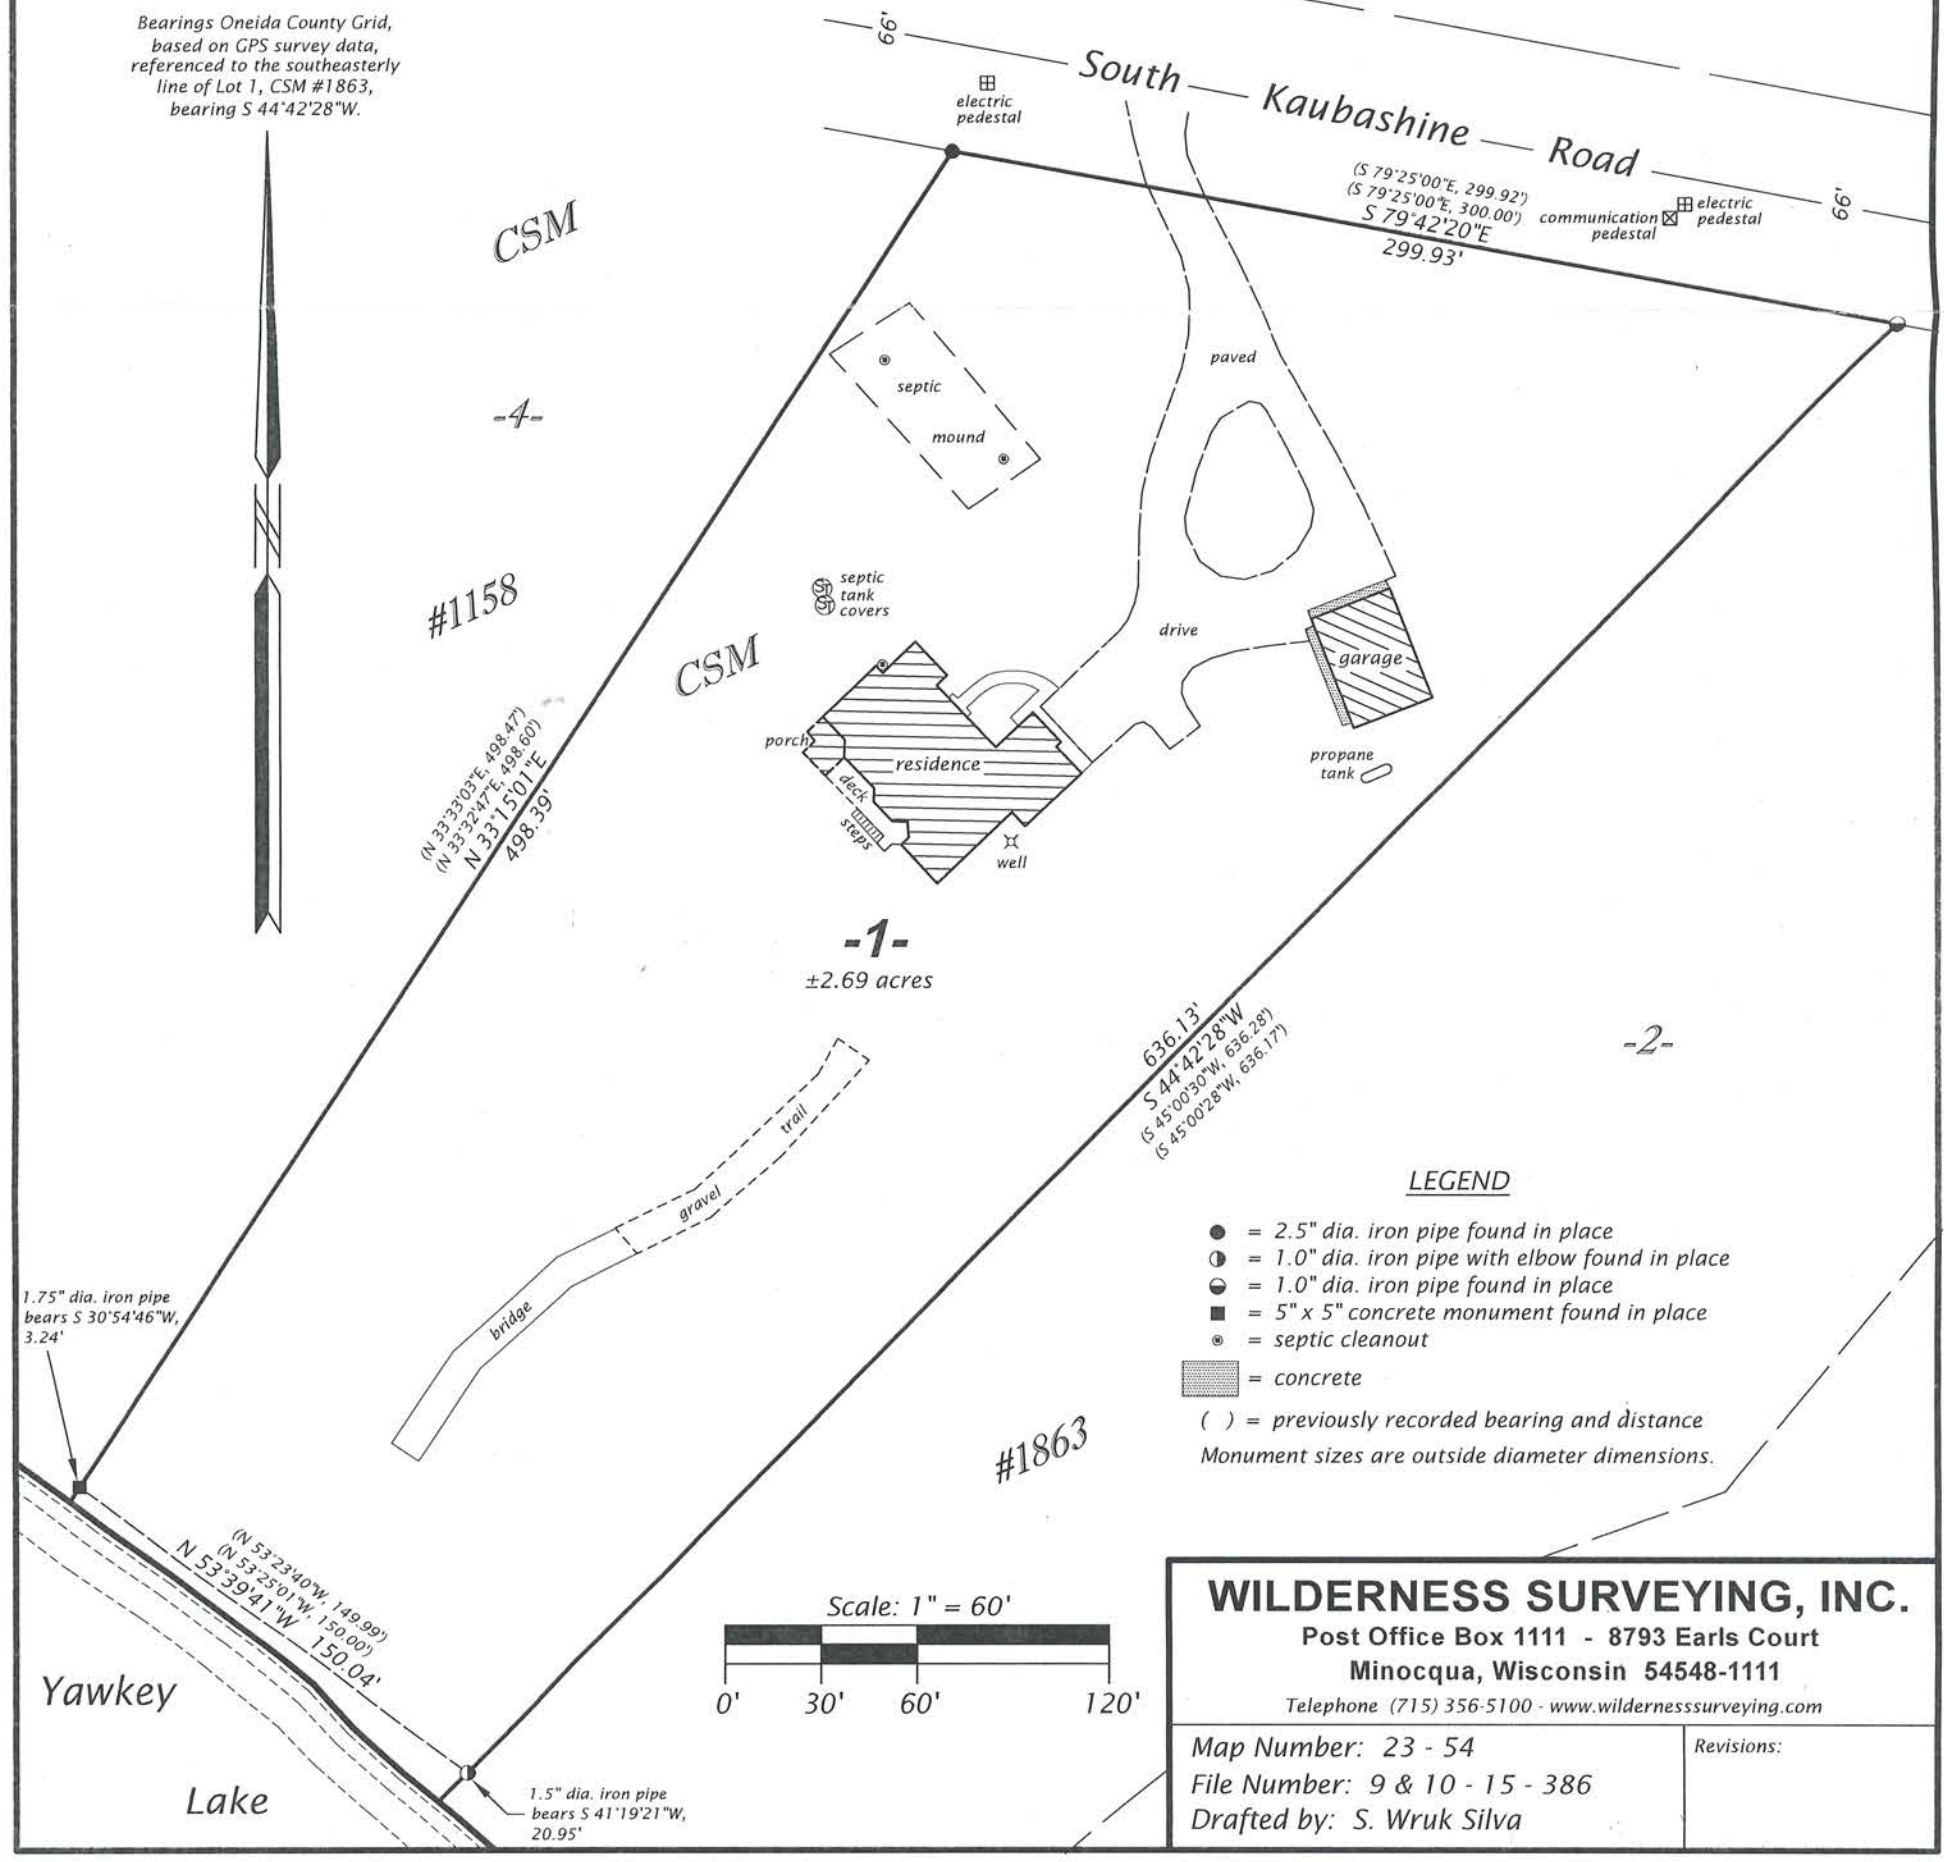 Bearings Oneida County Grid,
based on GPS survey data,
referenced to the southeasterly
line of Lot 1, CSM #1863,
bearing S 44°42'28"W.
66'
South Kaubashine Road
electric
pedestal
(S 79°25'00"E, 299.92')
(S 79°25'00"E, 300.00')
S 79°42'20"E
299.93'
communication
pedestal
electric
pedestal
66'
CSM
-4-
#1158
septic
mound
paved
septic
tank
covers
ST
ST
drive
garage
CSM
porch
residence
deck
steps
well
propane
tank
(N 33°33'03"E, 498.47')
(N 33°32'47"E, 498.60')
N 33°15'01"E
498.39'
-1-
±2.69 acres
636.13'
S 44°42'28"W
(S 45°00'30"W, 636.28')
(S 45°00'28"W, 636.17')
-2-
trail
gravel
bridge
#1863
1.75" dia. iron pipe
bears S 30°54'46"W,
3.24'
(N 53°23'40"W, 149.99')
(N 53°25'01"W, 150.00')
N 53°39'41"W 150.04'
Yawkey
Lake
1.5" dia. iron pipe
bears S 41°19'21"W,
20.95'
LEGEND
= 2.5" dia. iron pipe found in place
= 1.0" dia. iron pipe with elbow found in place
= 1.0" dia. iron pipe found in place
= 5" x 5" concrete monument found in place
= septic cleanout
= concrete
( ) = previously recorded bearing and distance
Monument sizes are outside diameter dimensions.
Scale: 1" = 60'
0' 30' 60' 120'
WILDERNESS SURVEYING, INC.
Post Office Box 1111 - 8793 Earls Court
Minocqua, Wisconsin 54548-1111
Telephone (715) 356-5100 - www.wildernesssurveying.com
Map Number: 23 - 54
File Number: 9 & 10 - 15 - 386
Drafted by: S. Wruk Silva
Revisions: